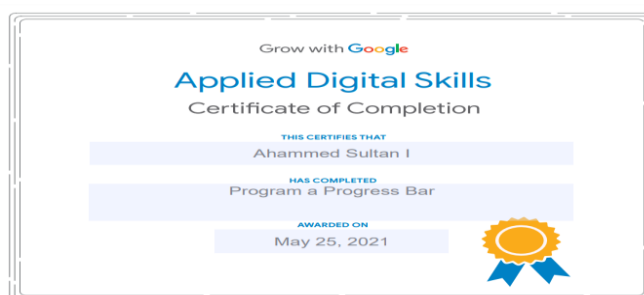 Grow with Google
Applied Digital Skills
Certificate of Completion
THIS CERTIFIES THAT
Ahammed Sultan I
HAS COMPLETED
Program a Progress Bar
AWARDED ON
May 25, 2021